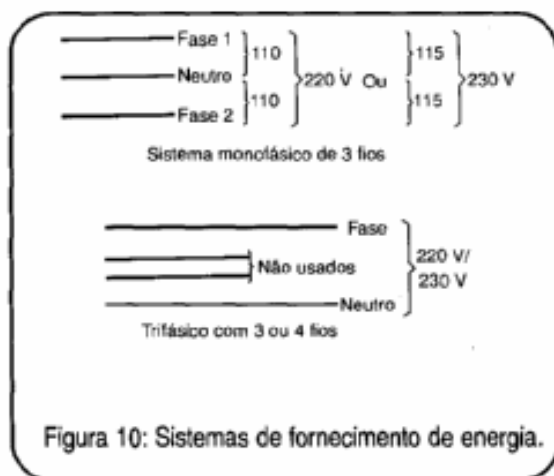 Fase 1
110
115
Neutro
220 V Ou
230 V
110
115
Fase 2
Sistema monofásico de 3 fios
Fase
Não usados
220 V/
230 V
Neutro
Trifásico com 3 ou 4 fios
Figura 10: Sistemas de fornecimento de energia.